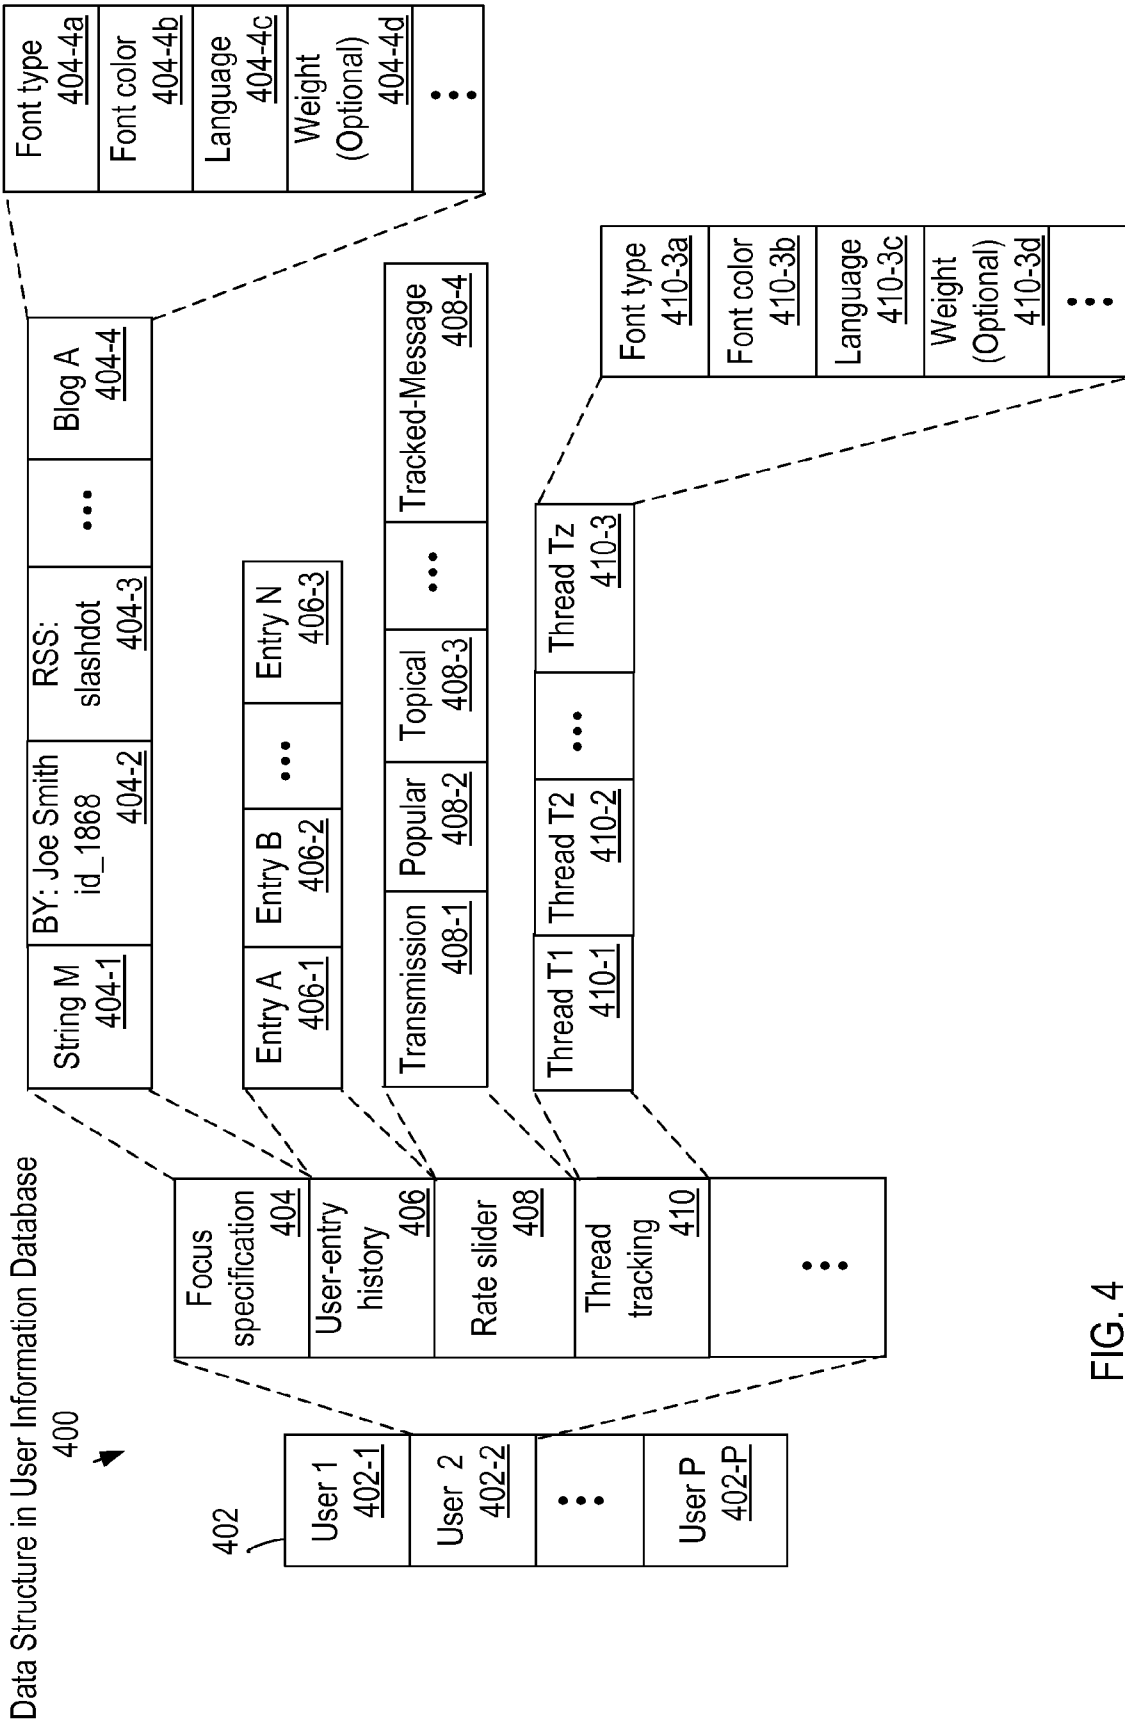 Data Structure in User Information Database
400
402
User 1
402-1
User 2
402-2
•••
User P
402-P
Focus
specification
404
User-entry
history
406
Rate slider
408
Thread
tracking
410
•••
String M
404-1
BY: Joe Smith
id_1868
404-2
RSS:
slashdot
404-3
•••
Blog A
404-4
Font type
404-4a
Font color
404-4b
Language
404-4c
Weight
(Optional)
404-4d
•••
Entry A
406-1
Entry B
406-2
•••
Entry N
406-3
Transmission
408-1
Popular
408-2
Topical
408-3
•••
Tracked-Message
408-4
Thread T1
410-1
Thread T2
410-2
•••
Thread Tz
410-3
Font type
410-3a
Font color
410-3b
Language
410-3c
Weight
(Optional)
410-3d
•••
FIG. 4